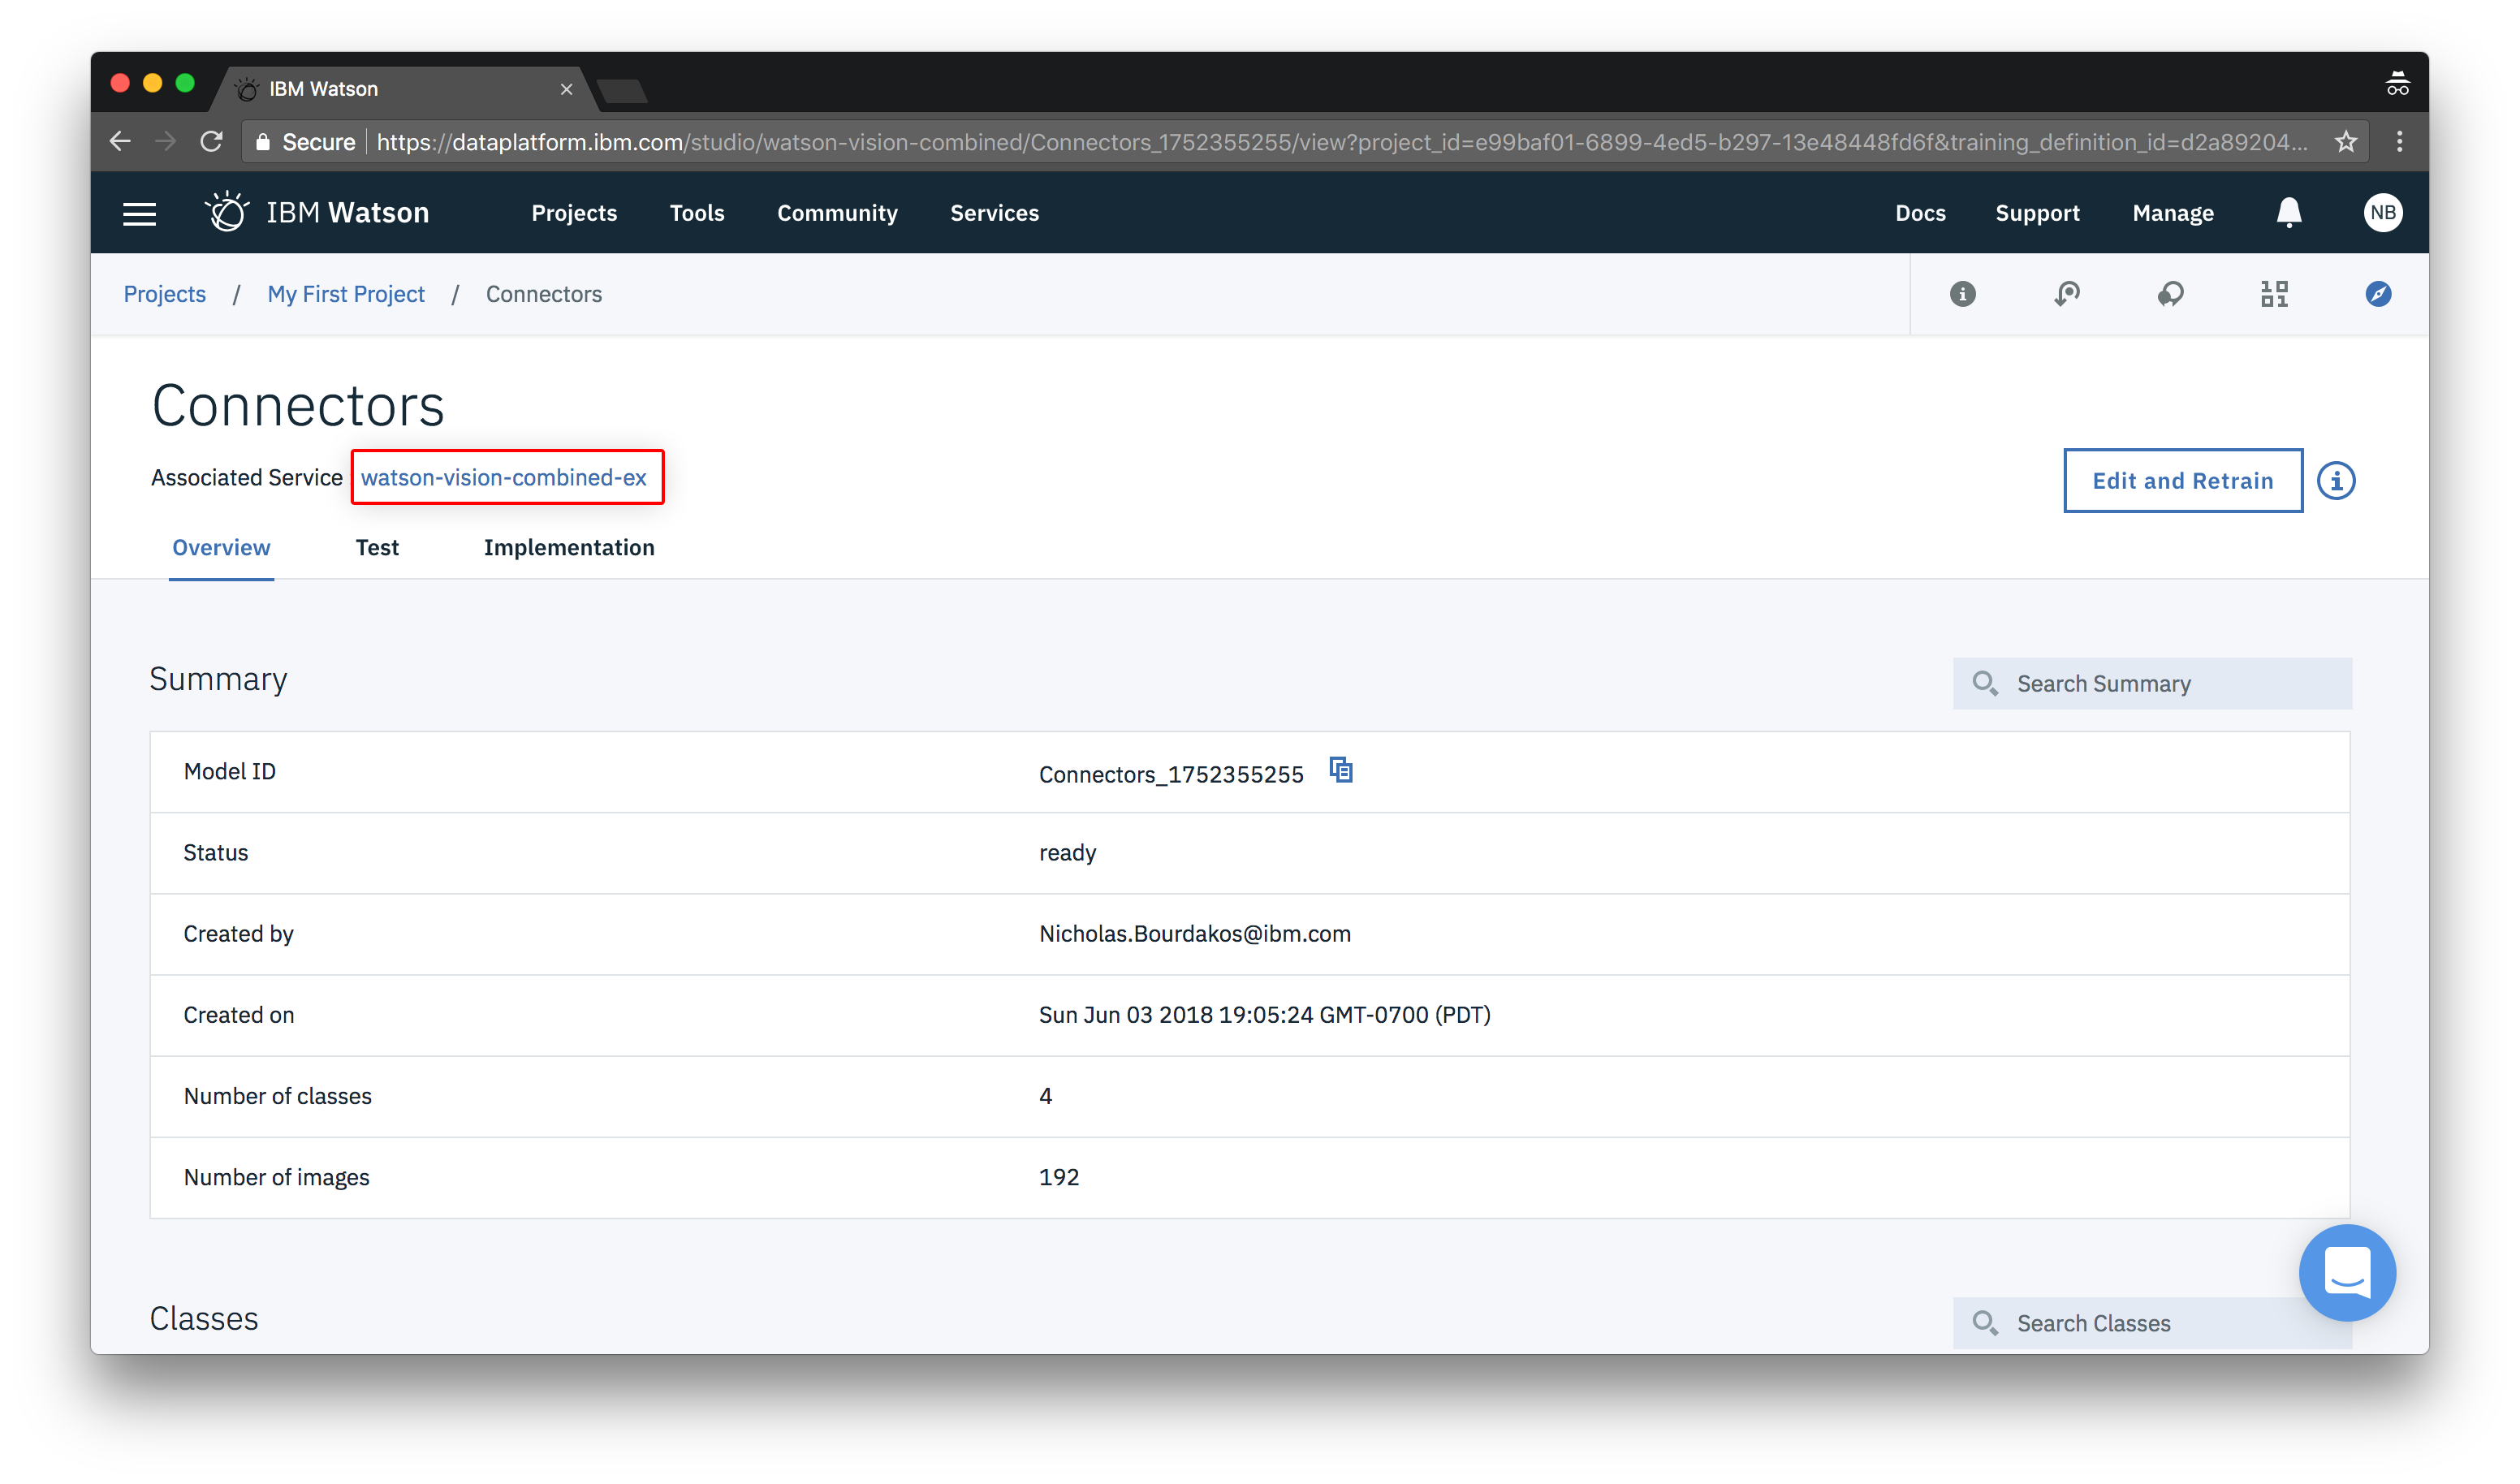 IBM Watson
Secure https://dataplatform.ibm.com/studio/watson-vision-combined/Connectors_1752355255/view?project_id=e99baf01-6899-4ed5-b297-13e48448fd6f&training_definition_id=d2a89204...
IBM Watson Projects Tools Community Services Docs Support Manage NB
Projects / My First Project / Connectors
Connectors
Associated Service watson-vision-combined-ex
Edit and Retrain
Overview Test Implementation
Summary Search Summary
Model ID Connectors_1752355255
Status ready
Created by Nicholas.Bourdakos@ibm.com
Created on Sun Jun 03 2018 19:05:24 GMT-0700 (PDT)
Number of classes 4
Number of images 192
Classes Search Classes